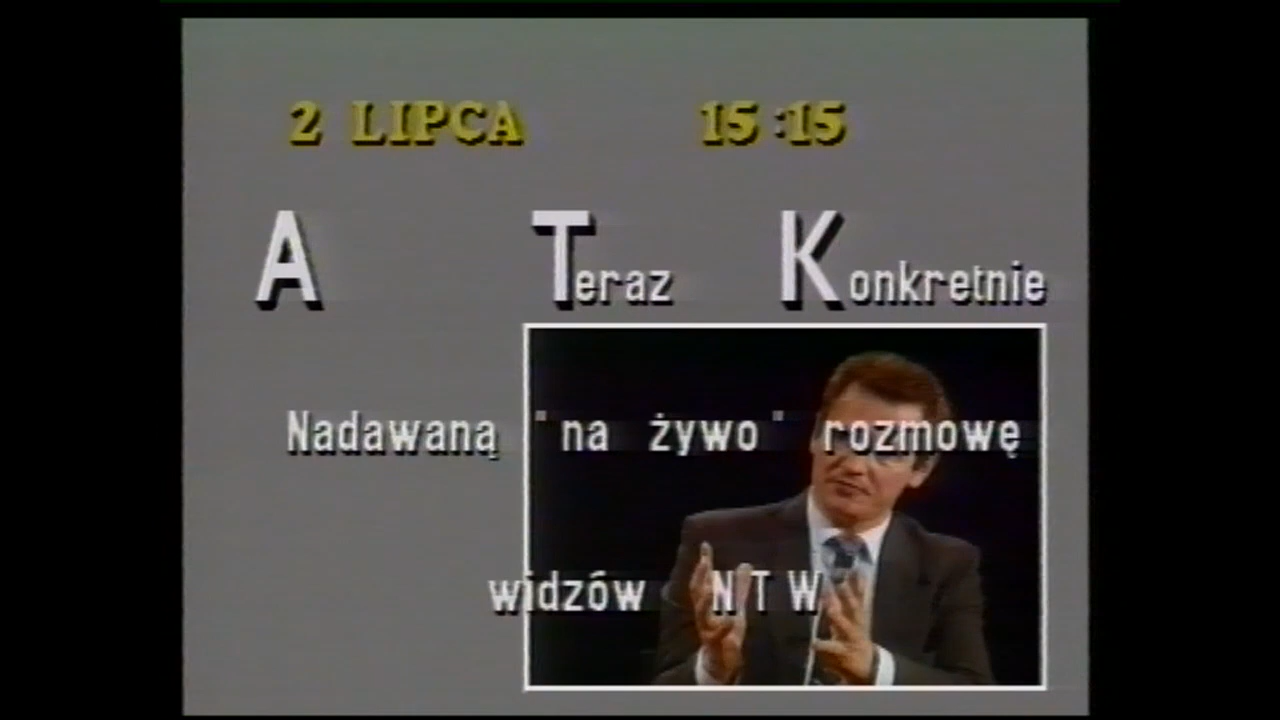 2 LIPCA 15:15
A Teraz Konkretnie
Nadawaną "na żywo" rozmowę
widzów NTW